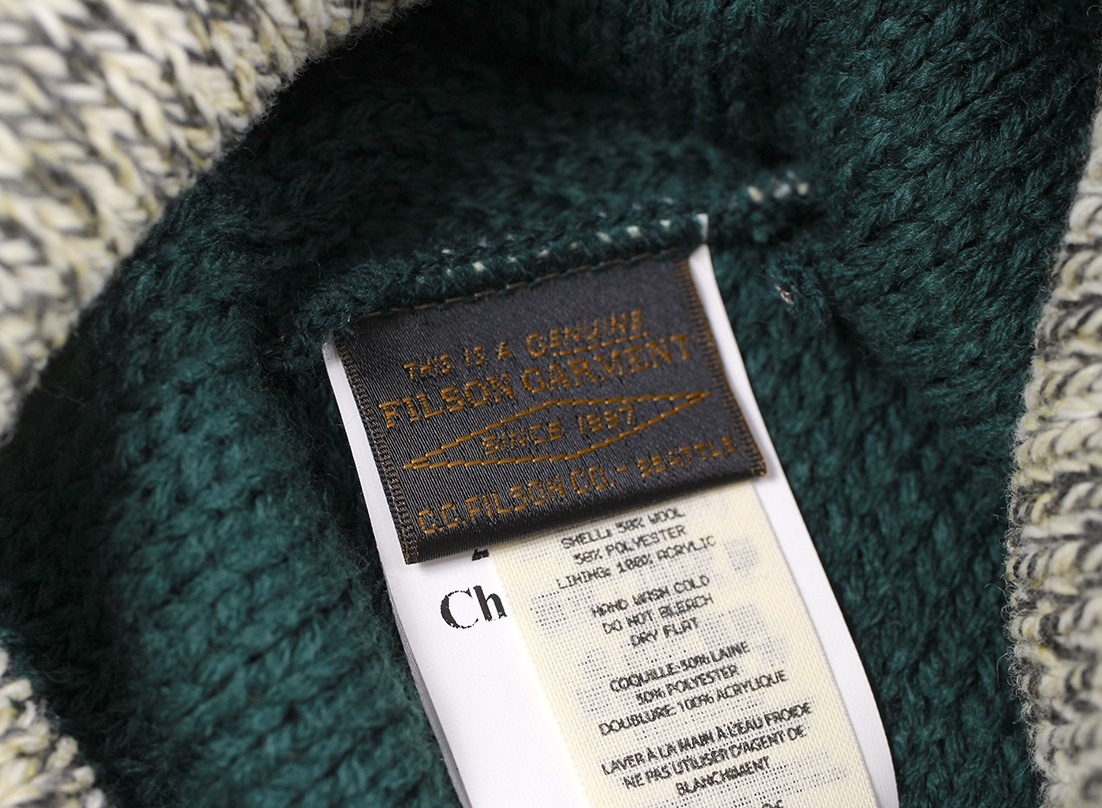 THIS IS A GENUINE
FILSON GARMENT
SINCE 1897
C.C. FILSON CO. - SEATTLE
SHELL: 50% WOOL
50% POLYESTER
LINING: 100% ACRYLIC
HAND WASH COLD
DO NOT BLEACH
DRY FLAT
COQUILLE: 50% LAINE
50% POLYESTER
DOUBLURE: 100% ACRYLIQUE
LAVER À LA MAIN À L'EAU FROIDE
NE PAS UTILISER D'AGENT DE
BLANCHIMENT
Ch